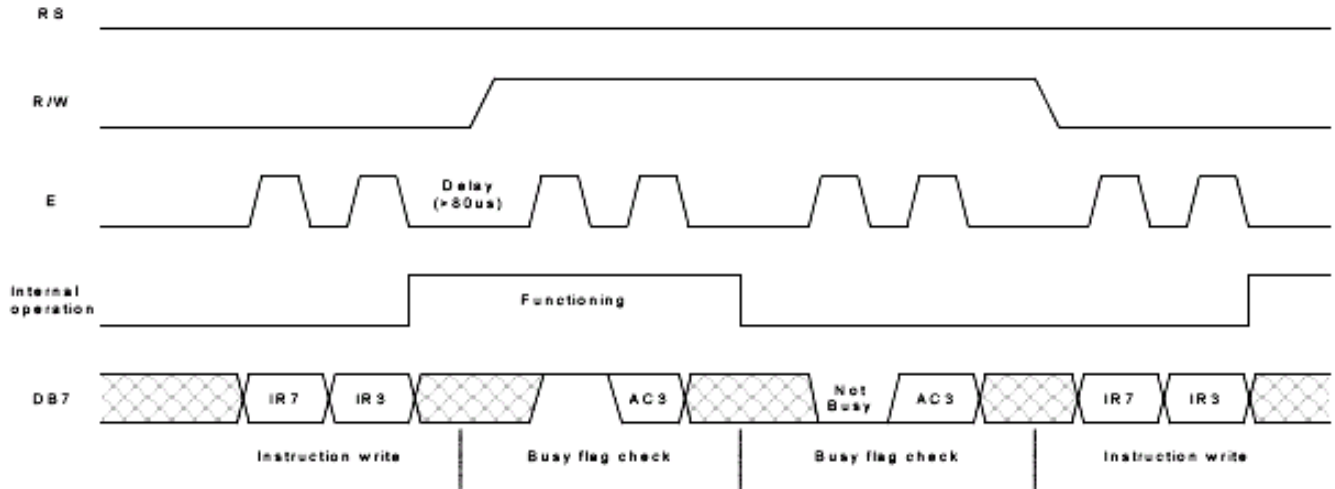 RS
R/W
E
Delay
(>80us)
Internal
operation
Functioning
DB7
IR7
IR3
AC3
Not
Busy
AC3
IR7
IR3
Instruction write
Busy flag check
Busy flag check
Instruction write